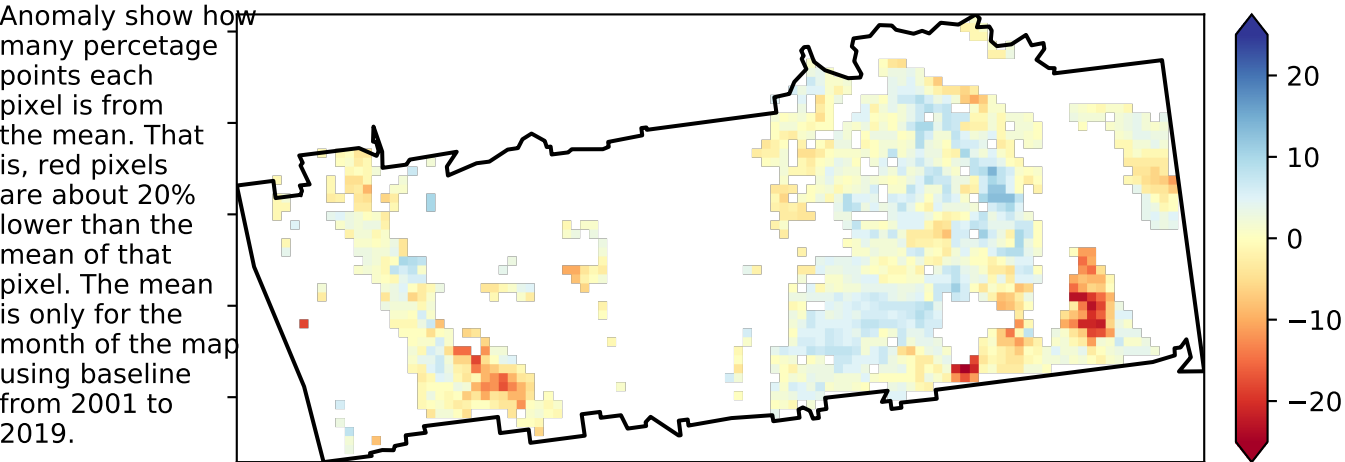 Anomaly show how
many percetage
points each
pixel is from
the mean. That
is, red pixels
are about 20%
lower than the
mean of that
pixel. The mean
is only for the
month of the map
using baseline
from 2001 to
2019.
20
10
0
−10
−20